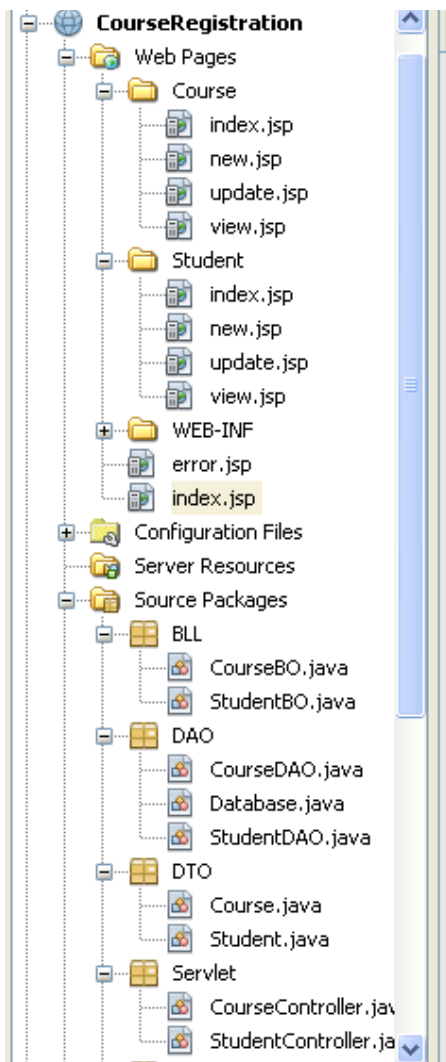 CourseRegistration
Web Pages
Course
index.jsp
new.jsp
update.jsp
view.jsp
Student
index.jsp
new.jsp
update.jsp
view.jsp
WEB-INF
error.jsp
index.jsp
Configuration Files
Server Resources
Source Packages
BLL
CourseBO.java
StudentBO.java
DAO
CourseDAO.java
Database.java
StudentDAO.java
DTO
Course.java
Student.java
Servlet
CourseController.jav
StudentController.ja